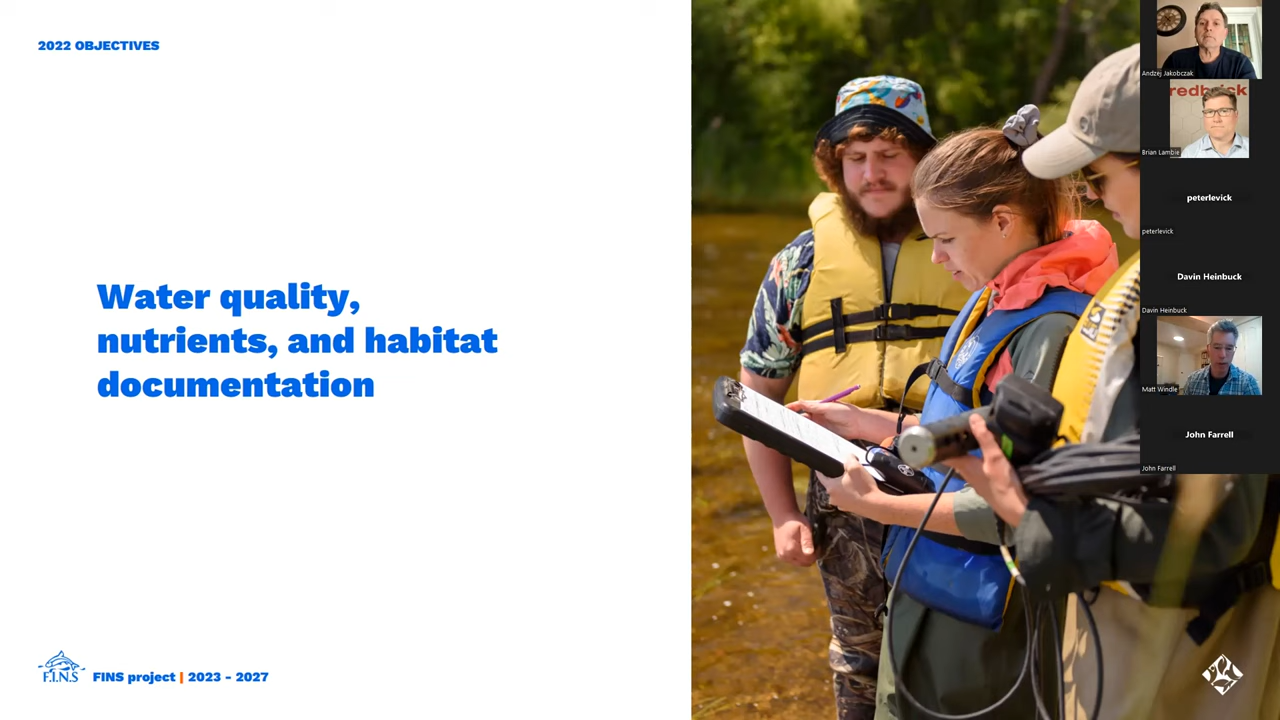 2022 OBJECTIVES
Water quality,
nutrients, and habitat
documentation
F.I.N.S
FINS project | 2023 - 2027
Andzej Jakobczak
redbrick
Brian Lambie
peterlevick
peterlevick
Davin Heinbuck
Davin Heinbuck
Matt Windle
John Farrell
John Farrell